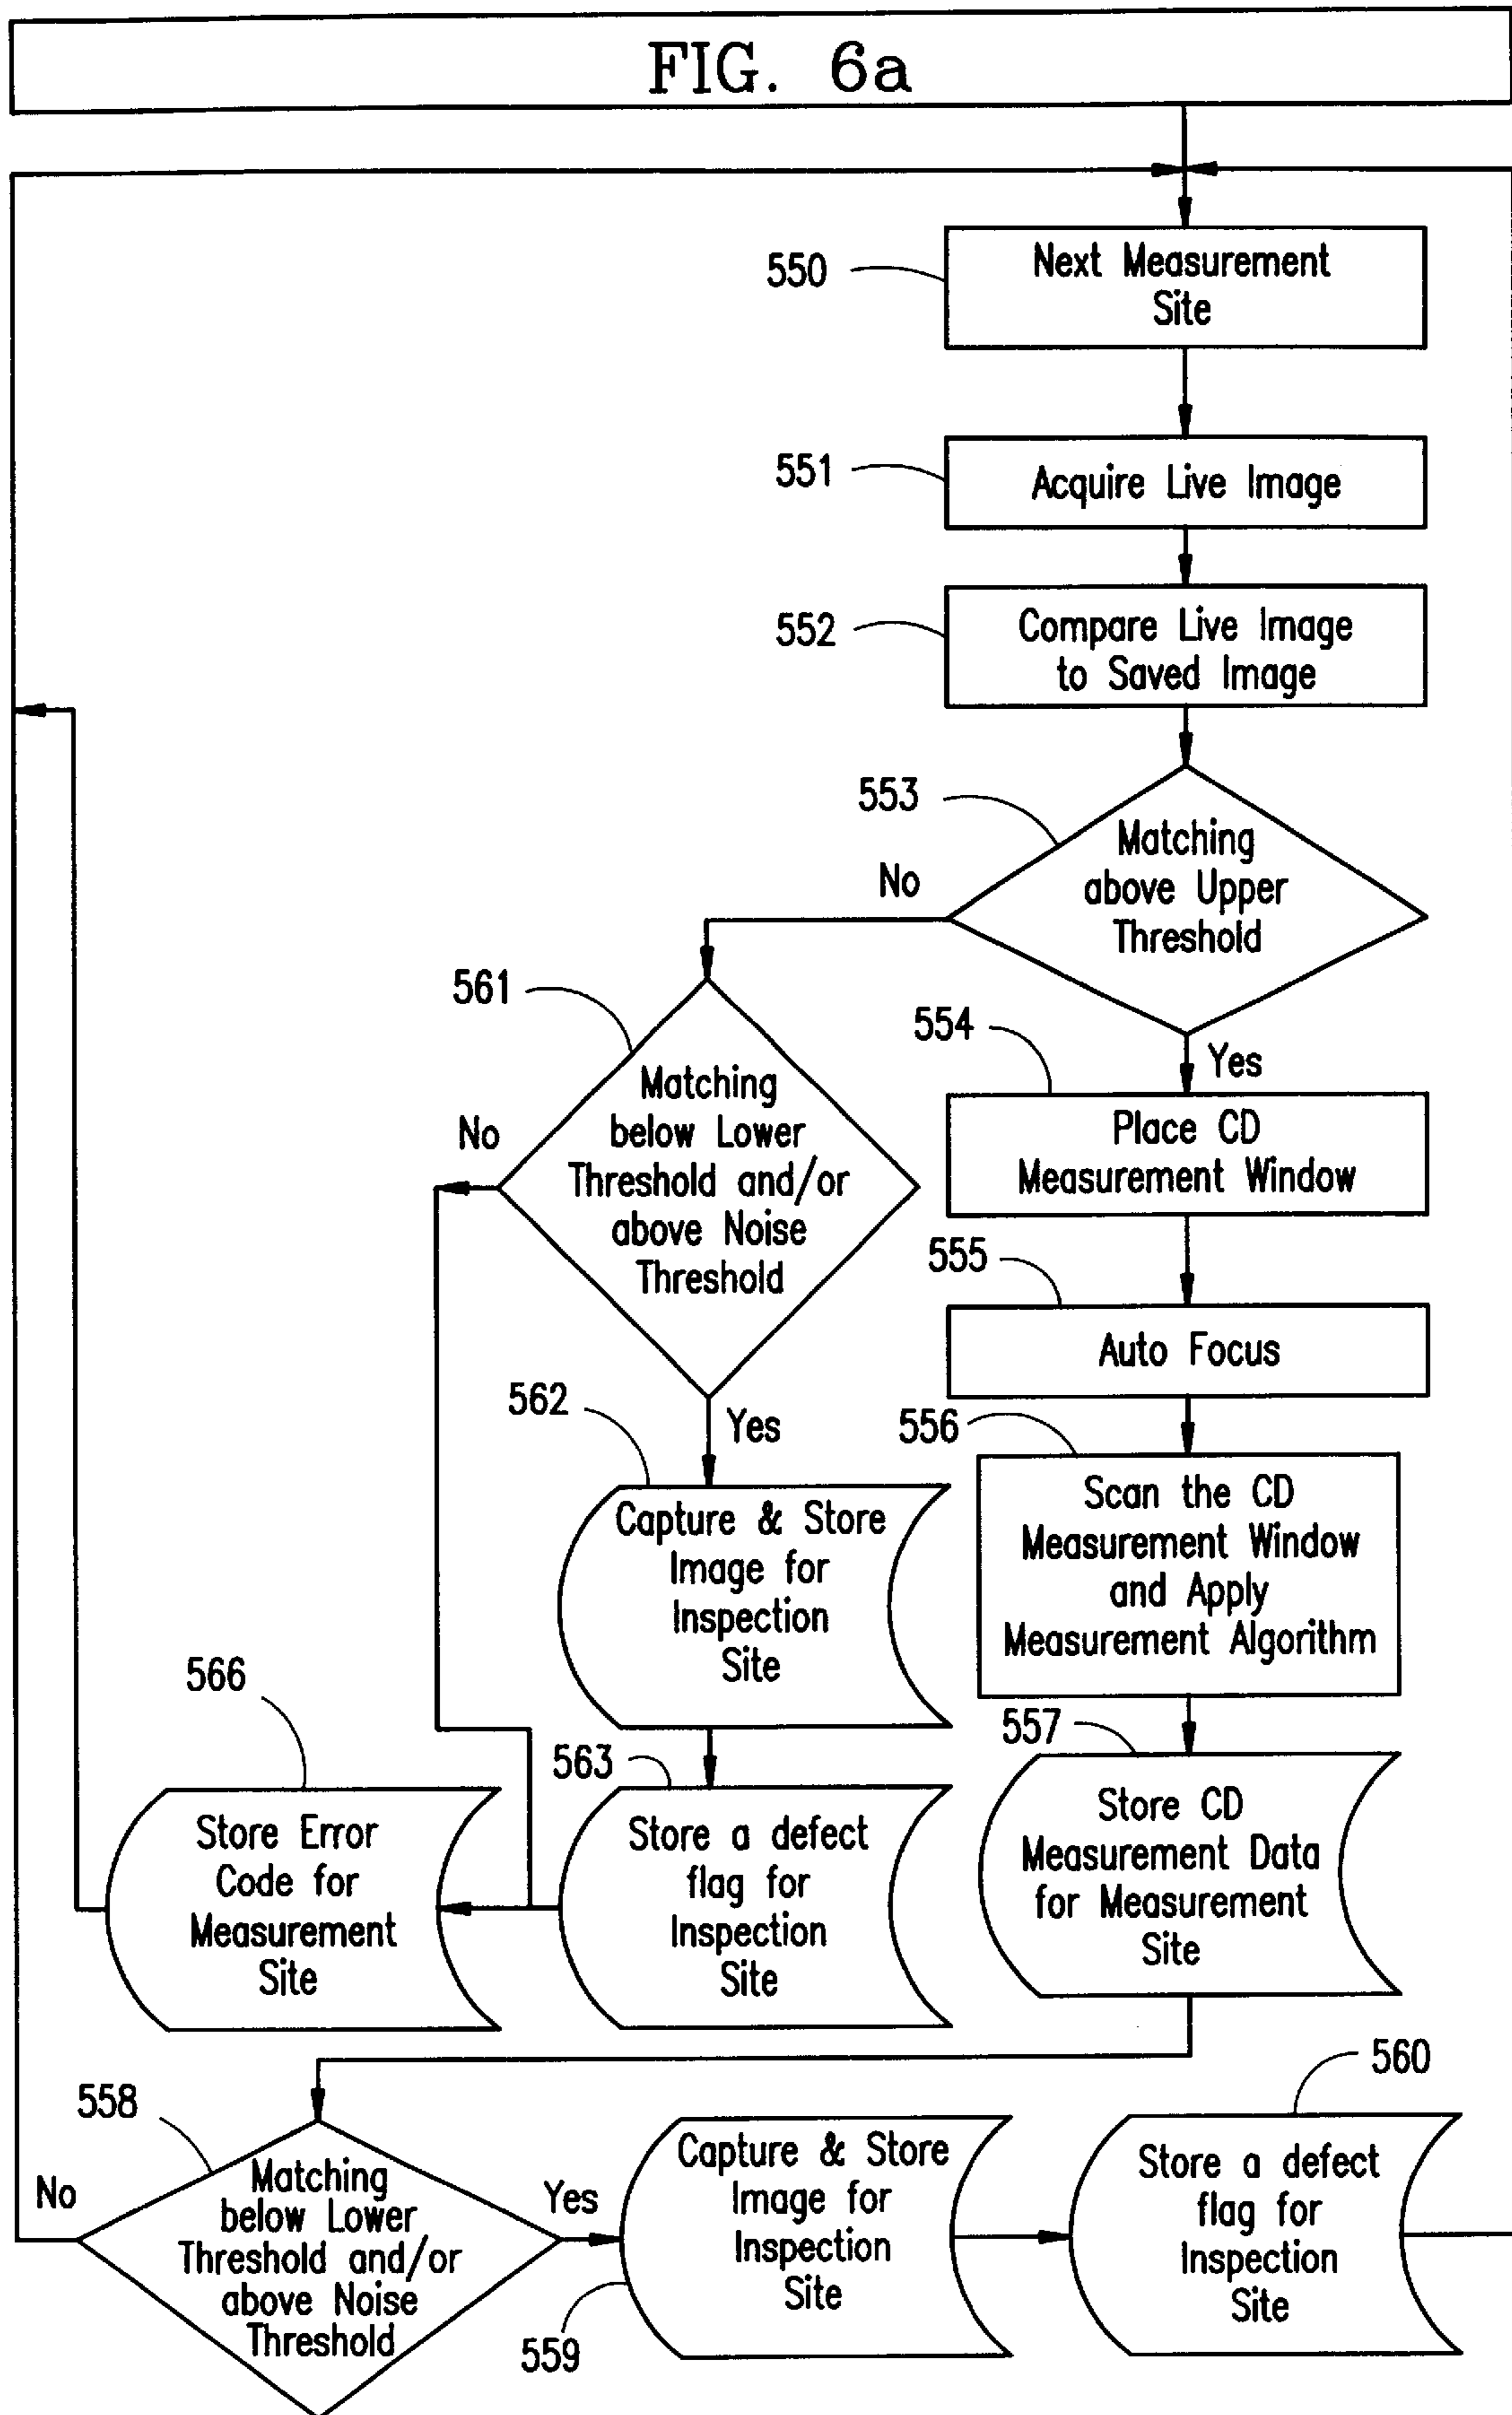 FIG. 6a
550
Next Measurement
Site
551
Acquire Live Image
552
Compare Live Image
to Saved Image
553
Matching
above Upper
Threshold
No
Yes
561
Matching
below Lower
Threshold and/or
above Noise
Threshold
No
Yes
554
Place CD
Measurement Window
555
Auto Focus
562
Capture & Store
Image for
Inspection
Site
556
Scan the CD
Measurement Window
and Apply
Measurement Algorithm
566
Store Error
Code for
Measurement
Site
563
Store a defect
flag for
Inspection
Site
557
Store CD
Measurement Data
for Measurement
Site
558
Matching
below Lower
Threshold and/or
above Noise
Threshold
No
Yes
559
Capture & Store
Image for
Inspection
Site
560
Store a defect
flag for
Inspection
Site